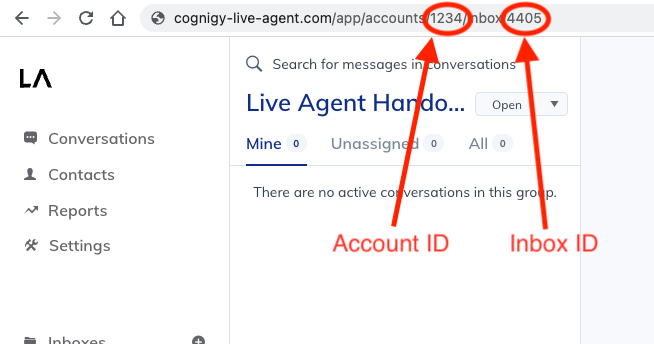 cognigy-live-agent.com/app/accounts/1234/inbox/4405
LA
Search for messages in conversations
Live Agent Hando...
Open
Mine 0 Unassigned 0 All 0
There are no active conversations in this group.
Conversations
Contacts
Reports
Settings
Account ID
Inbox ID
Inboxes